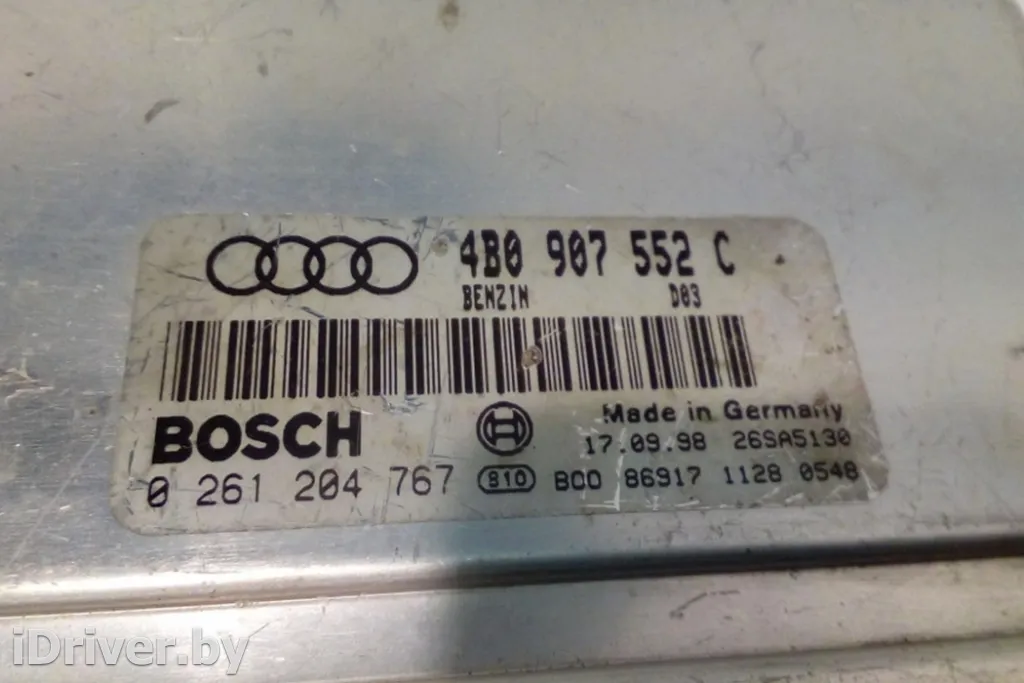 4B0 907 552 C
BENZIN D03
BOSCH
Made in Germany
17.09.98 26SA5130
0 261 204 767 810 B00 86917 1128 0548
iDriver.by